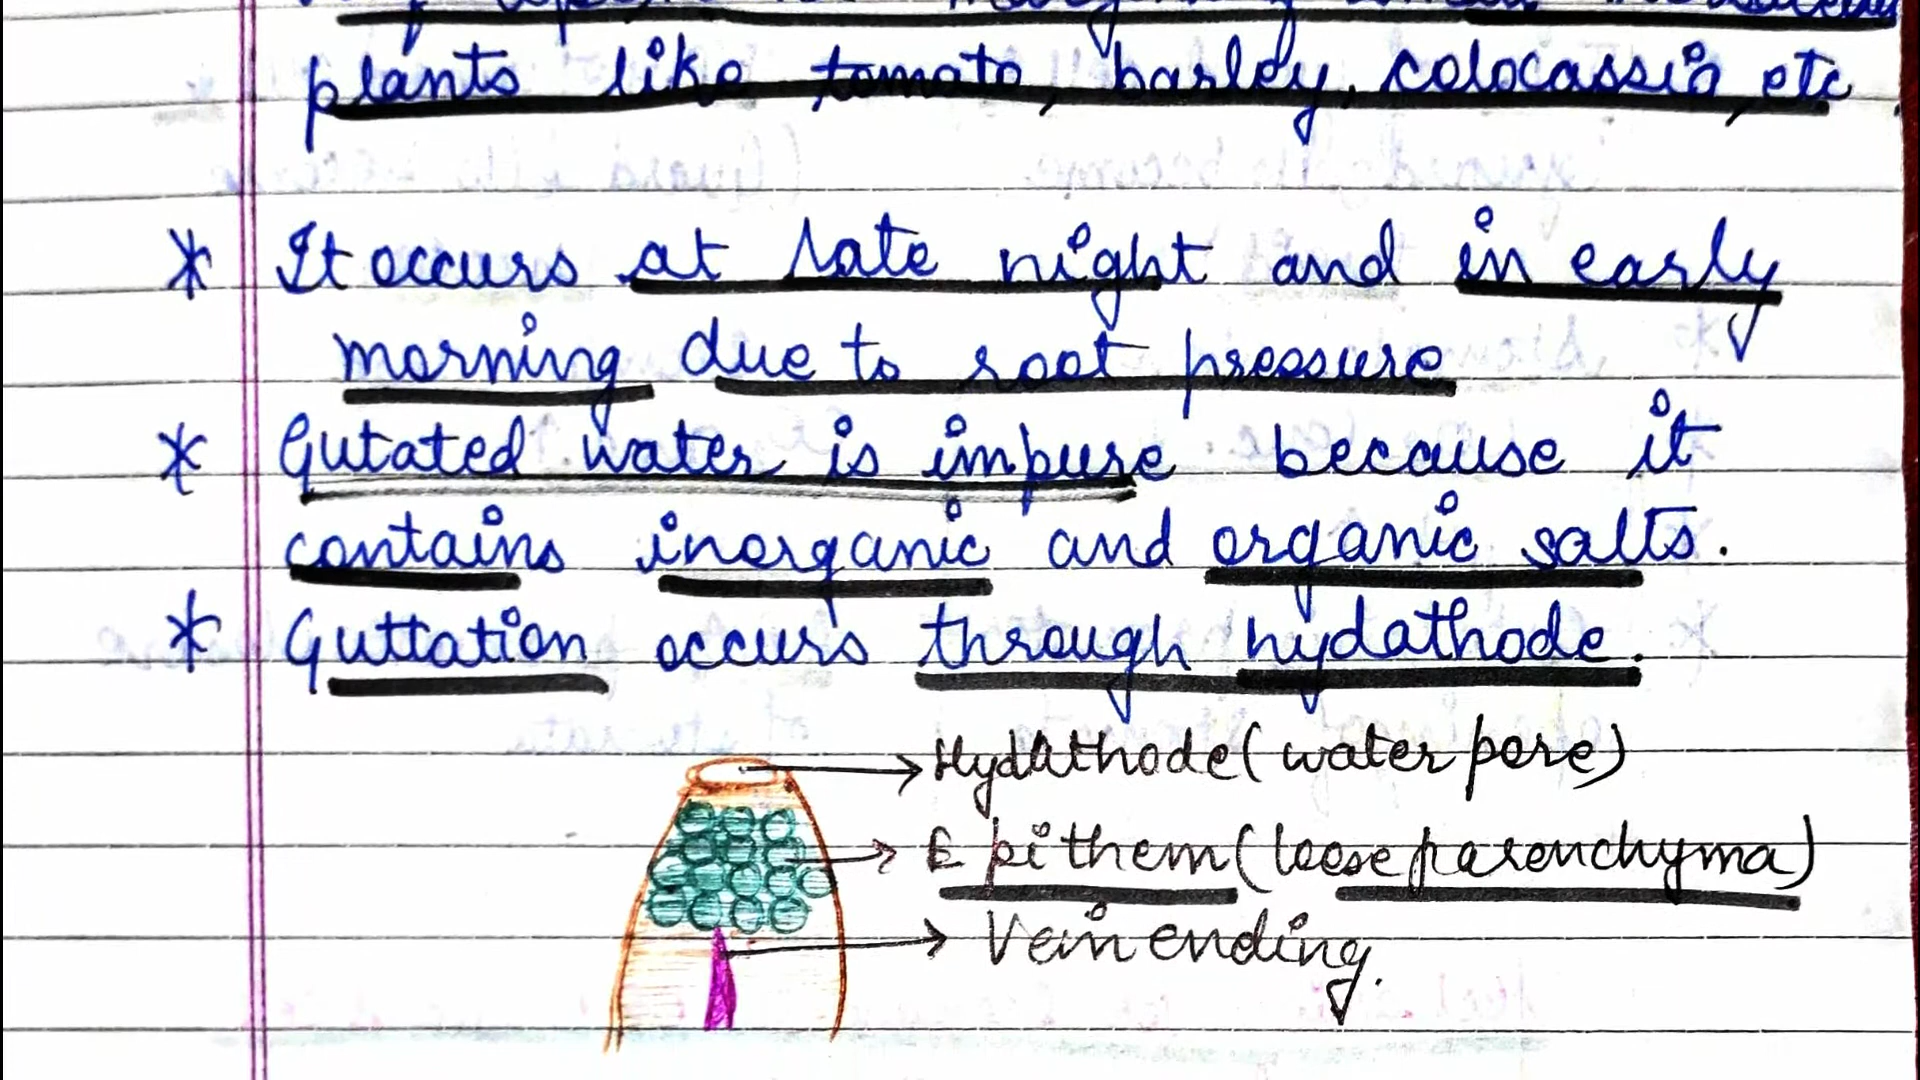 plants like tomato, barley, colocassia, etc
* It occurs at late night and in early
morning due to root pressure
* Gutated water is impure because it
contains inorganic and organic salts.
* Guttation occurs through hydathode.
Hydathode (water pore)
Epithem (loose parenchyma)
Vein ending.